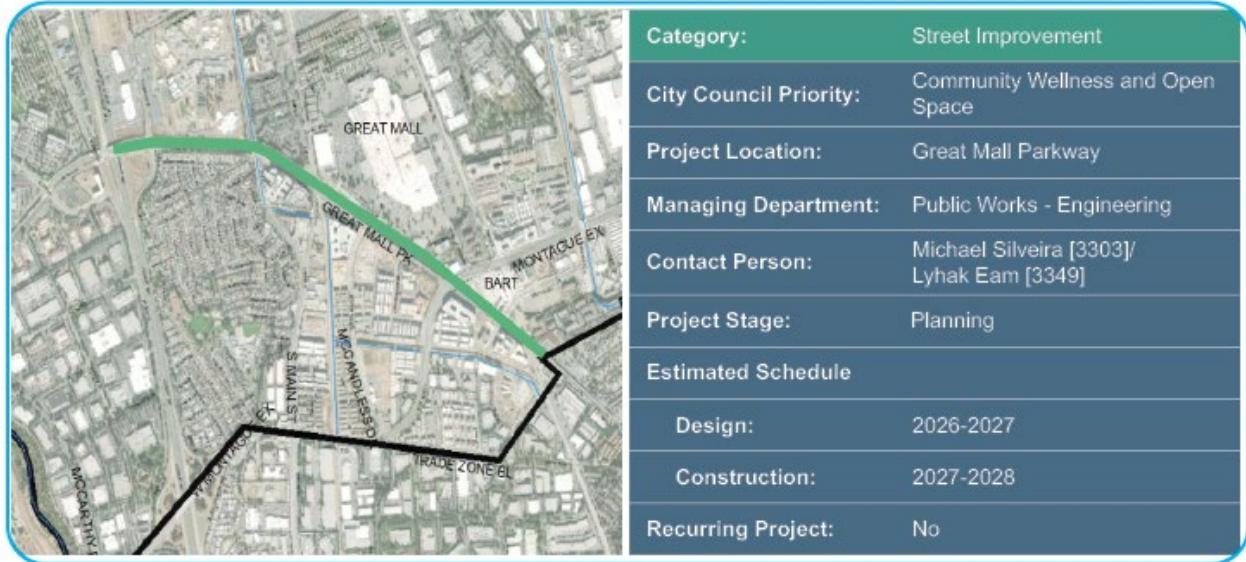 GREAT MALL
GREAT MALL PK
MONTAGUE EX
BART
S MAIN ST
MCCANDLESS D
W MONTAGUE EX
TRADE ZONE BL
MCCARTHY
Category: Street Improvement
City Council Priority: Community Wellness and Open
Space
Project Location: Great Mall Parkway
Managing Department: Public Works - Engineering
Contact Person: Michael Silveira [3303]/
Lyhak Eam [3349]
Project Stage: Planning
Estimated Schedule
Design: 2026-2027
Construction: 2027-2028
Recurring Project: No